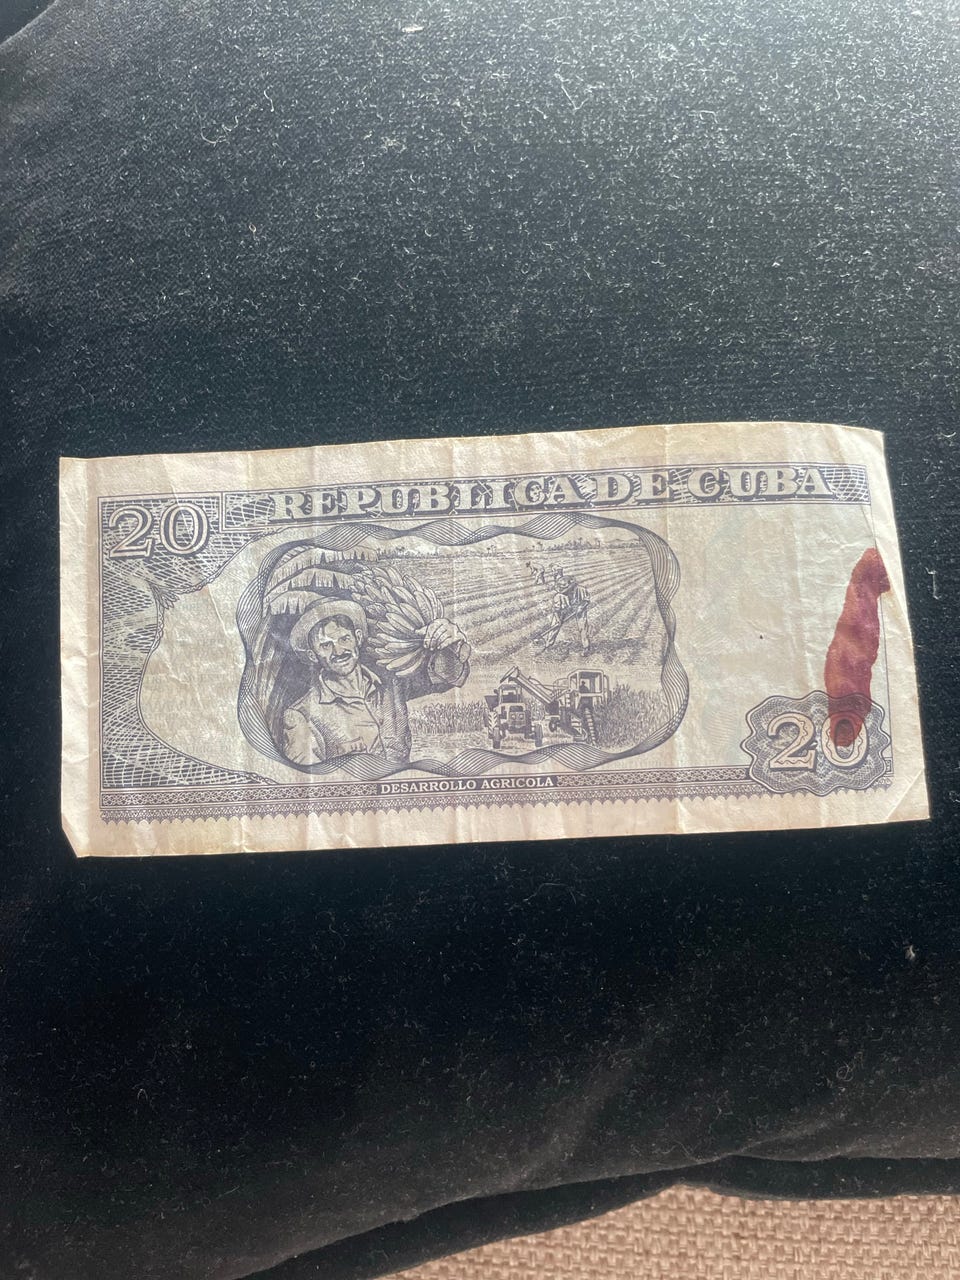 20
REPUBLICA DE CUBA
DESARROLLO AGRICOLA
20